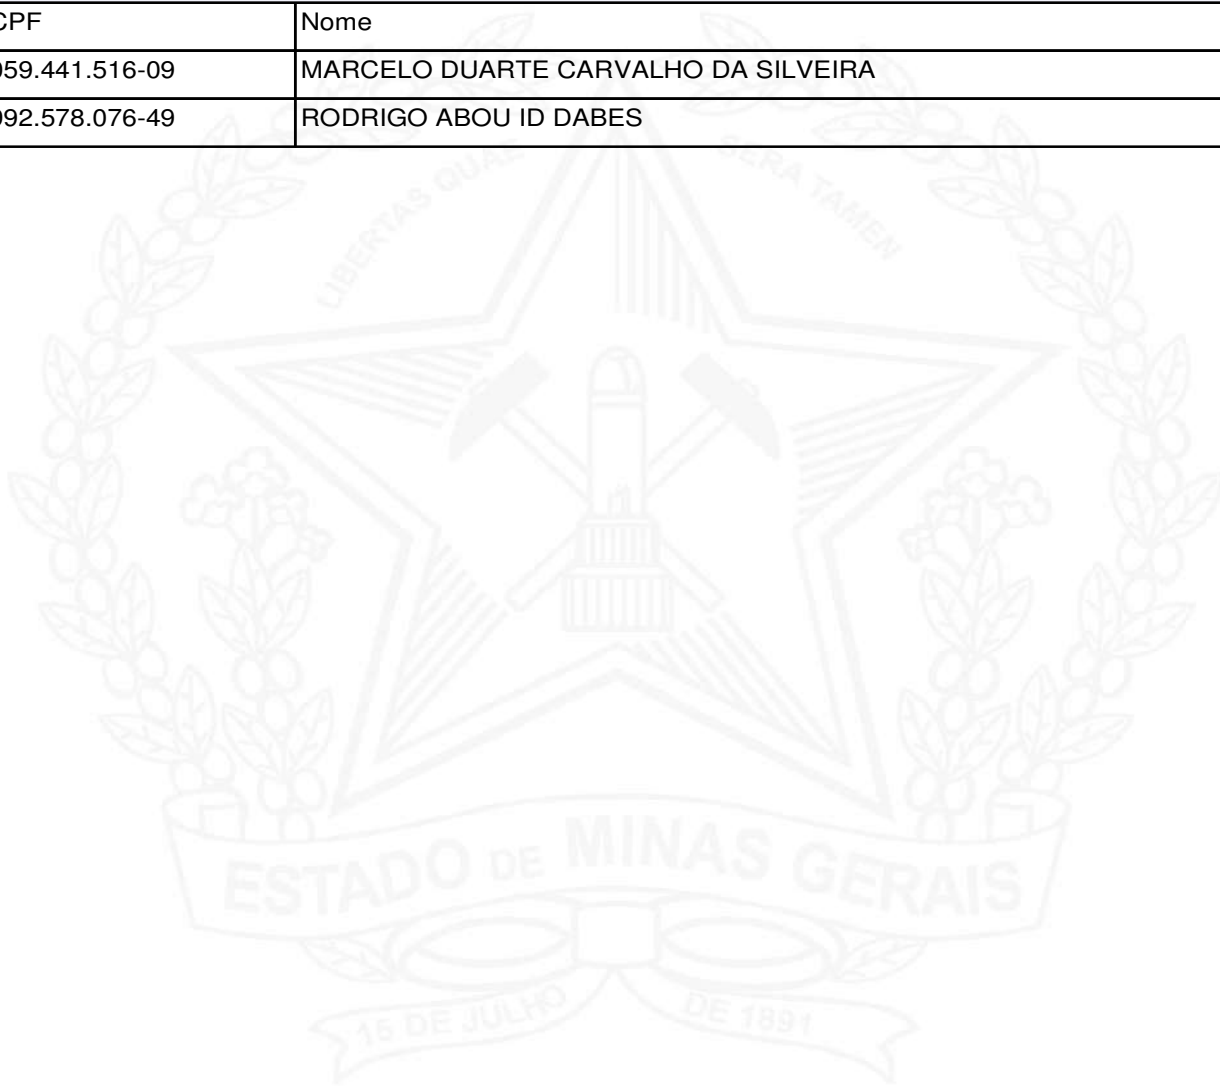 CPF Nome
059.441.516-09 MARCELO DUARTE CARVALHO DA SILVEIRA
092.578.076-49 RODRIGO ABOU ID DABES
LIBERTAS QUAE SERA TAMEN
ESTADO DE MINAS GERAIS
15 DE JULHO DE 1891